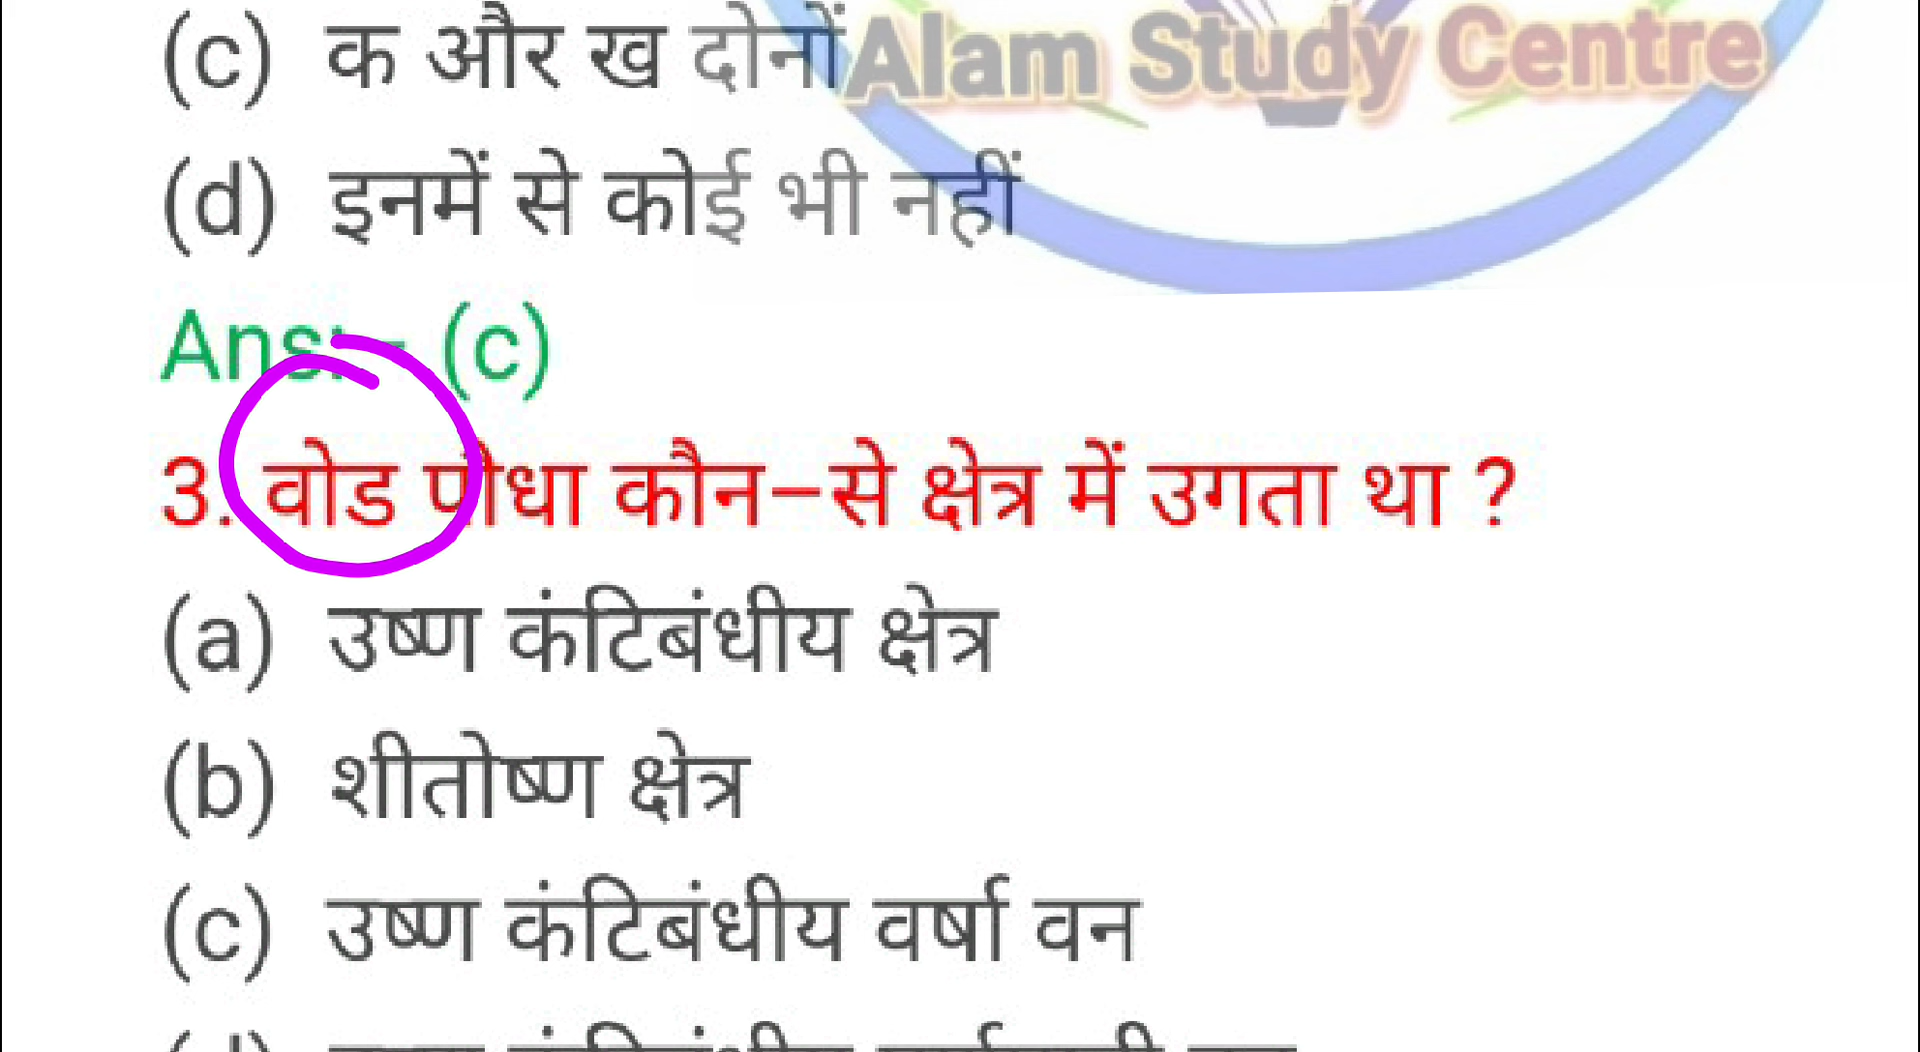 (c) क और ख दोनों
Alam Study Centre
(d) इनमें से कोई भी नहीं
Ans: - (c)
3. वोड पौधा कौन–से क्षेत्र में उगता था ?
(a) उष्ण कंटिबंधीय क्षेत्र
(b) शीतोष्ण क्षेत्र
(c) उष्ण कंटिबंधीय वर्षा वन